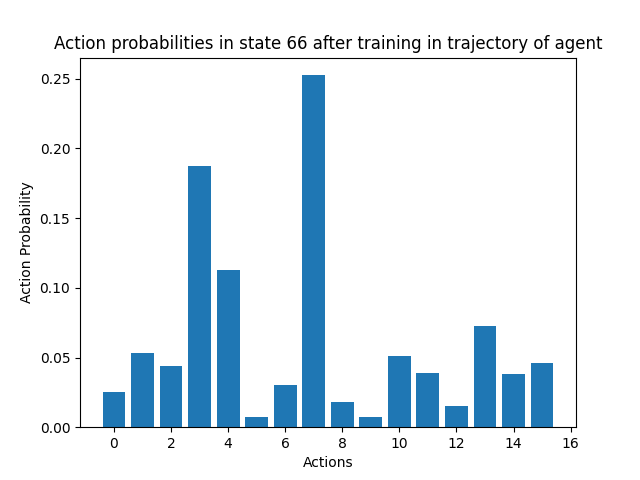 Action probabilities in state 66 after training in trajectory of agent
0.25
0.20
0.15
0.10
0.05
0.00
Action Probability
0 2 4 6 8 10 12 14 16
Actions